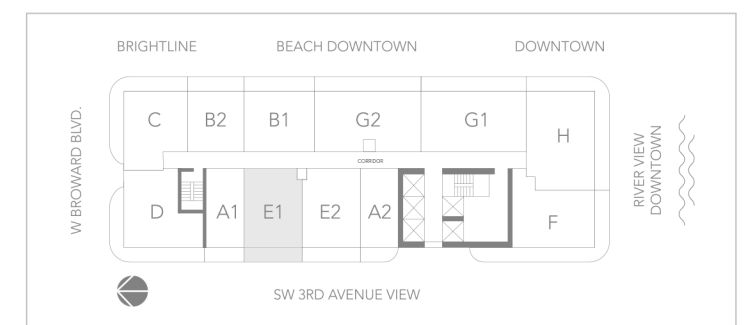 BRIGHTLINE
BEACH DOWNTOWN
DOWNTOWN
W BROWARD BLVD.
C
B2
B1
G2
G1
H
CORRIDOR
D
A1
E1
E2
A2
F
RIVER VIEW
DOWNTOWN
SW 3RD AVENUE VIEW